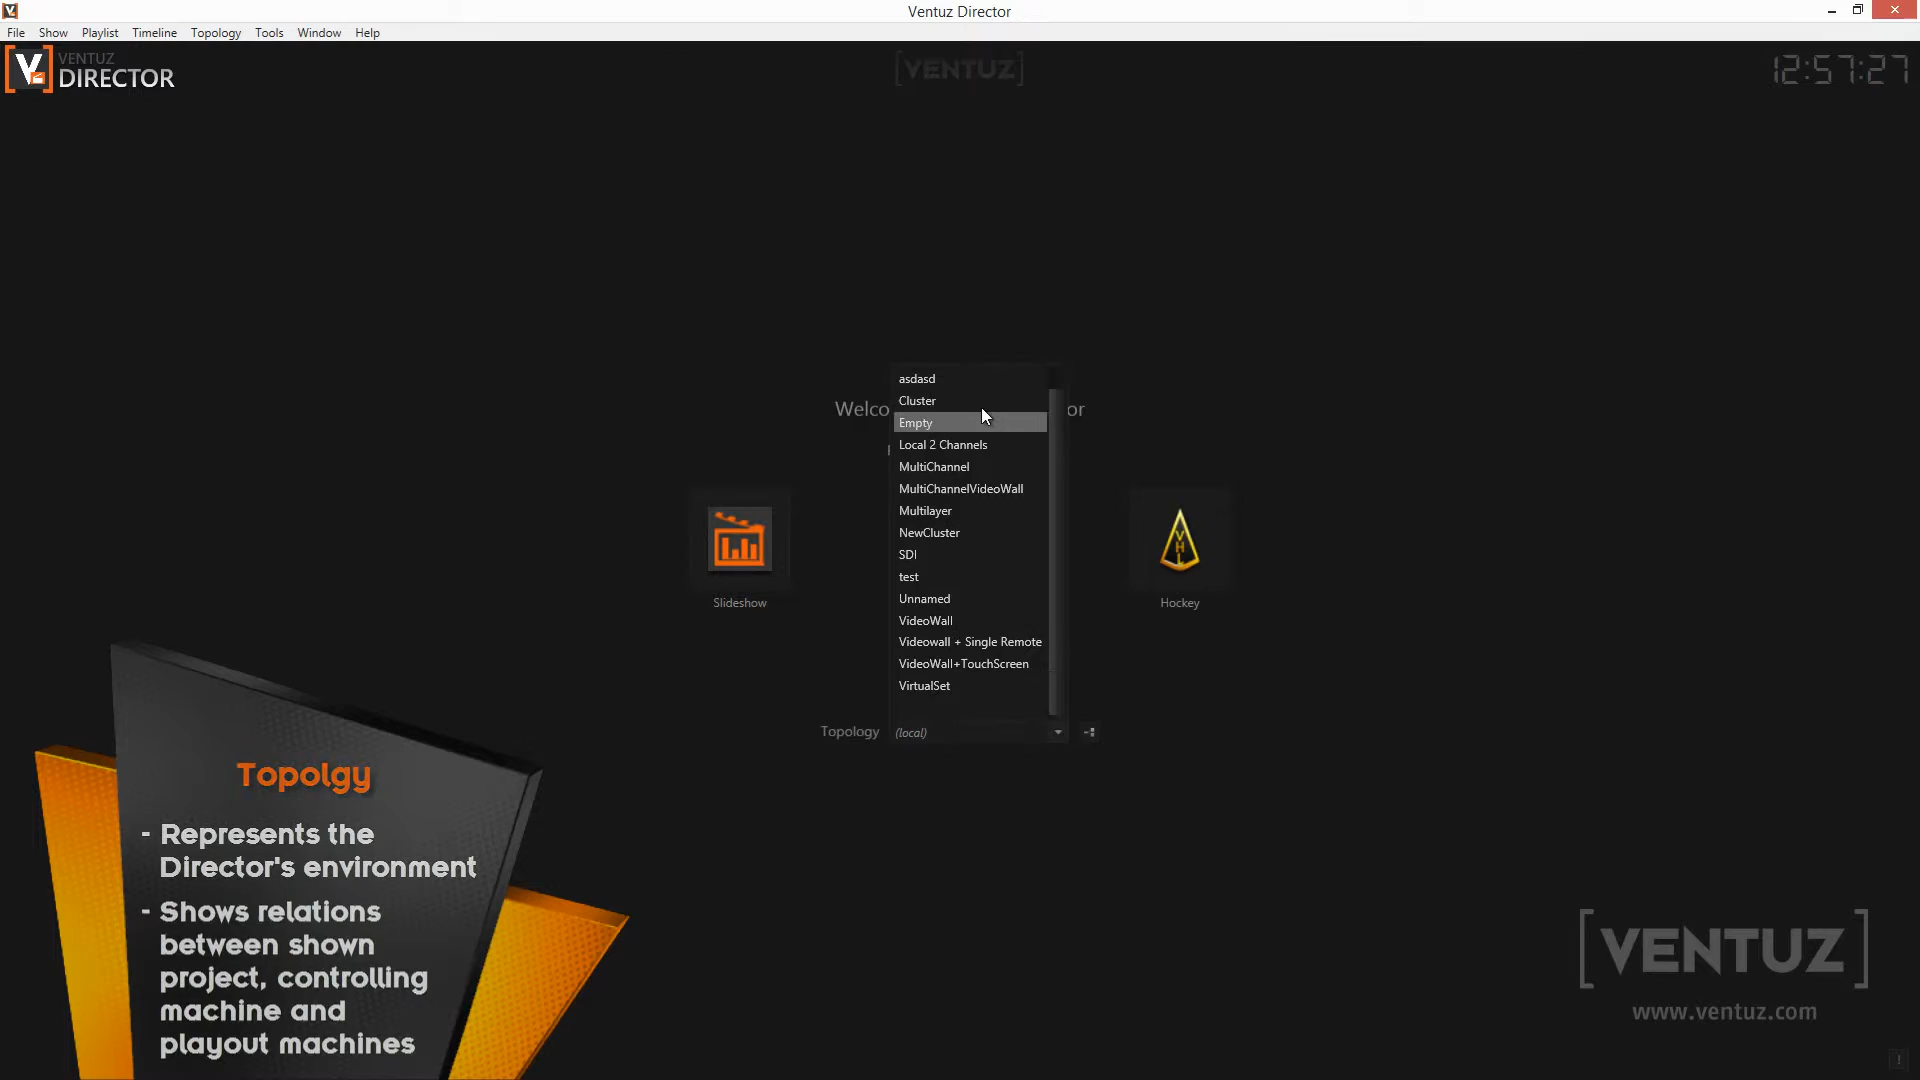 Ventuz Director
File Show Playlist Timeline Topology Tools Window Help
VENTUZ
DIRECTOR
[VENTUZ]
12:57:27
asdasd
Cluster
Welco
or
Empty
Local 2 Channels
MultiChannel
MultiChannelVideoWall
Multilayer
NewCluster
SDI
test
Unnamed
VideoWall
Videowall + Single Remote
VideoWall+TouchScreen
VirtualSet
VHL
Slideshow
Hockey
Topology (local)
Topolgy
- Represents the
Director's environment
- Shows relations
between shown
project, controlling
machine and
playout machines
[VENTUZ]
www.ventuz.com